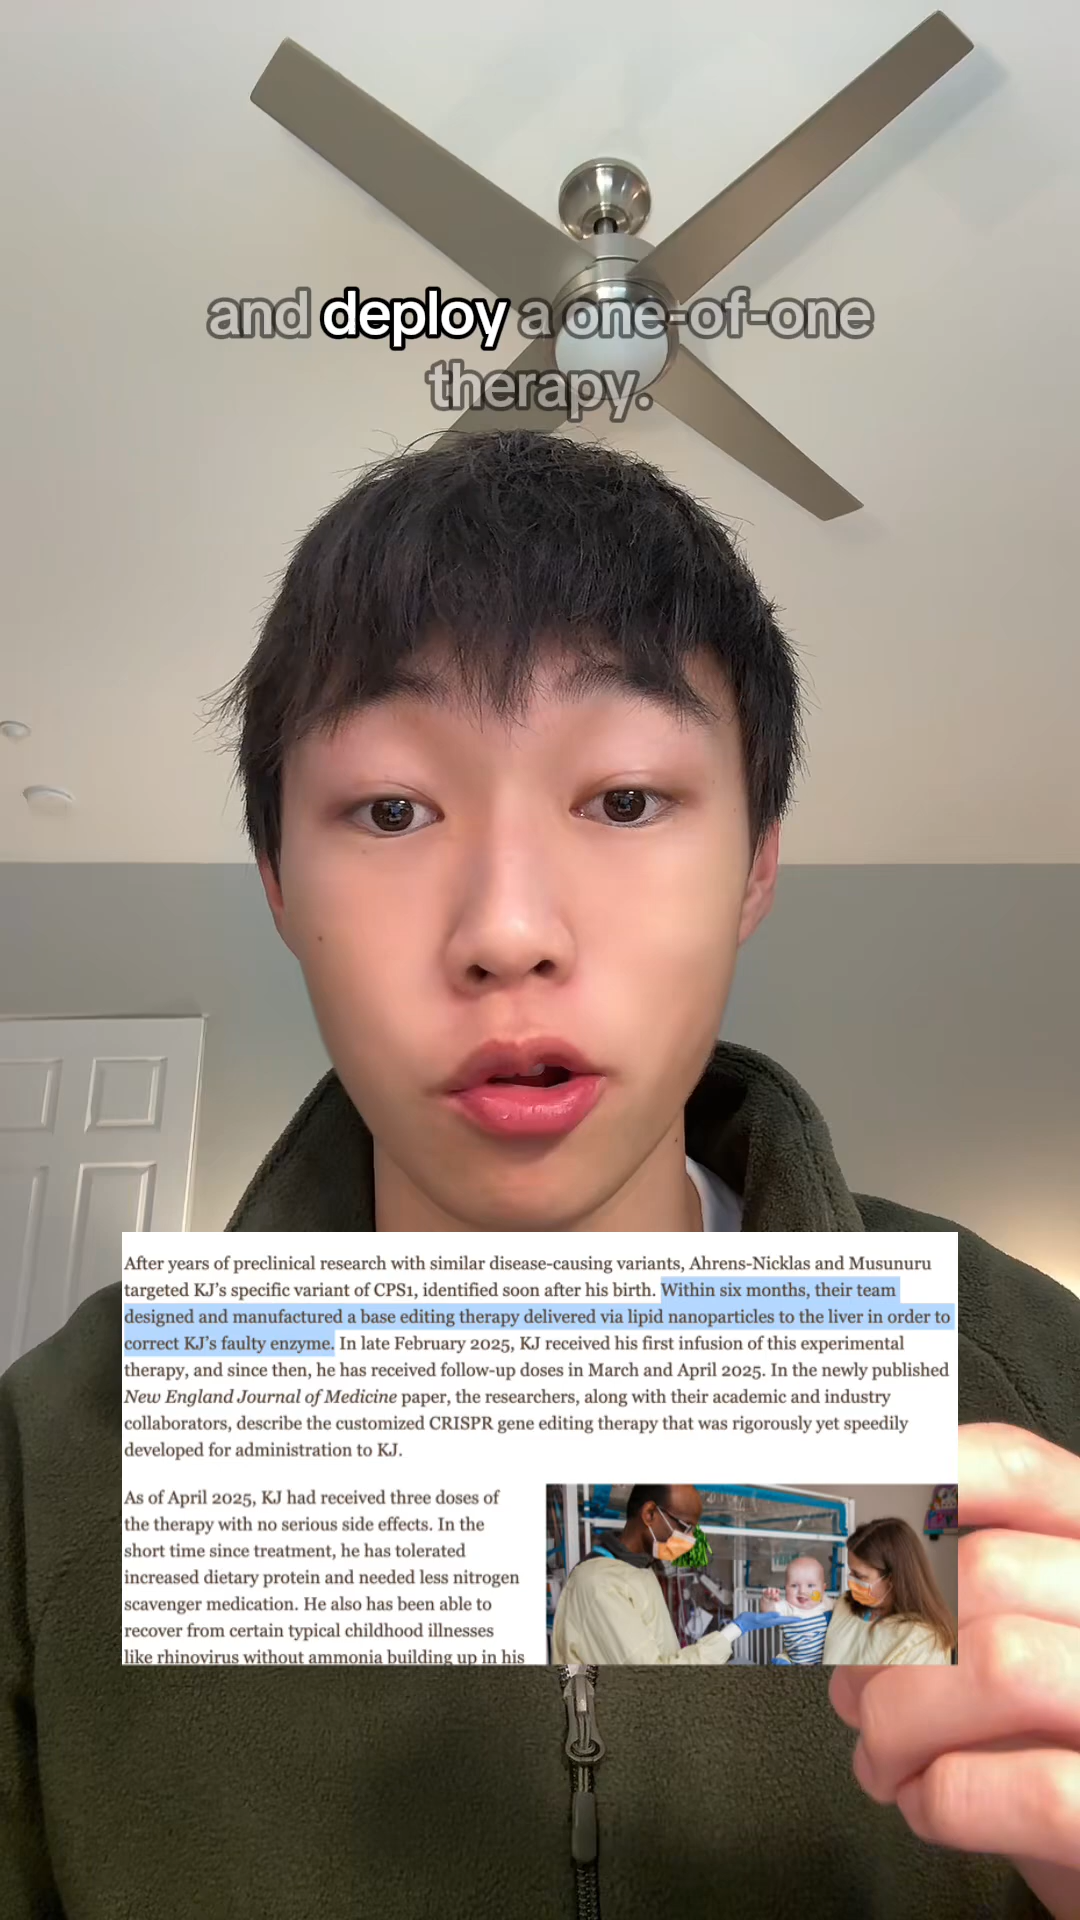 and deploy a one-of-one
therapy.
After years of preclinical research with similar disease-causing variants, Ahrens-Nicklas and Musunuru
targeted KJ’s specific variant of CPS1, identified soon after his birth. Within six months, their team
designed and manufactured a base editing therapy delivered via lipid nanoparticles to the liver in order to
correct KJ’s faulty enzyme. In late February 2025, KJ received his first infusion of this experimental
therapy, and since then, he has received follow-up doses in March and April 2025. In the newly published
New England Journal of Medicine paper, the researchers, along with their academic and industry
collaborators, describe the customized CRISPR gene editing therapy that was rigorously yet speedily
developed for administration to KJ.
As of April 2025, KJ had received three doses of
the therapy with no serious side effects. In the
short time since treatment, he has tolerated
increased dietary protein and needed less nitrogen
scavenger medication. He also has been able to
recover from certain typical childhood illnesses
like rhinovirus without ammonia building up in his